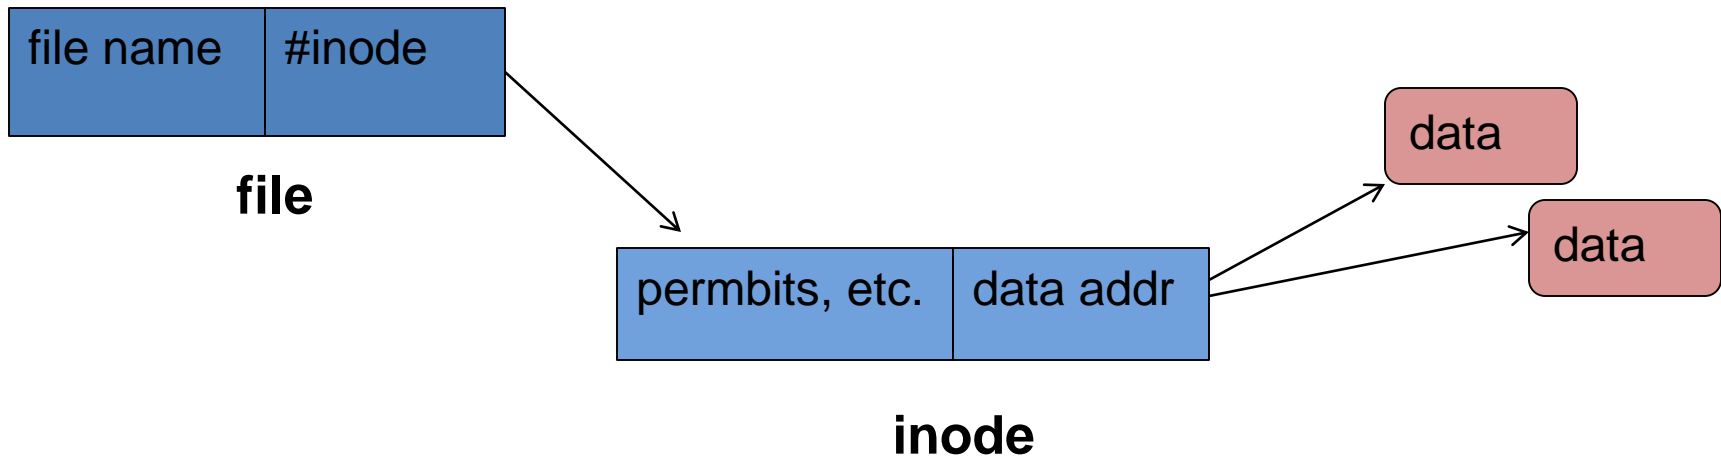 file name
#inode
file
data
data
permbits, etc.
data addr
inode